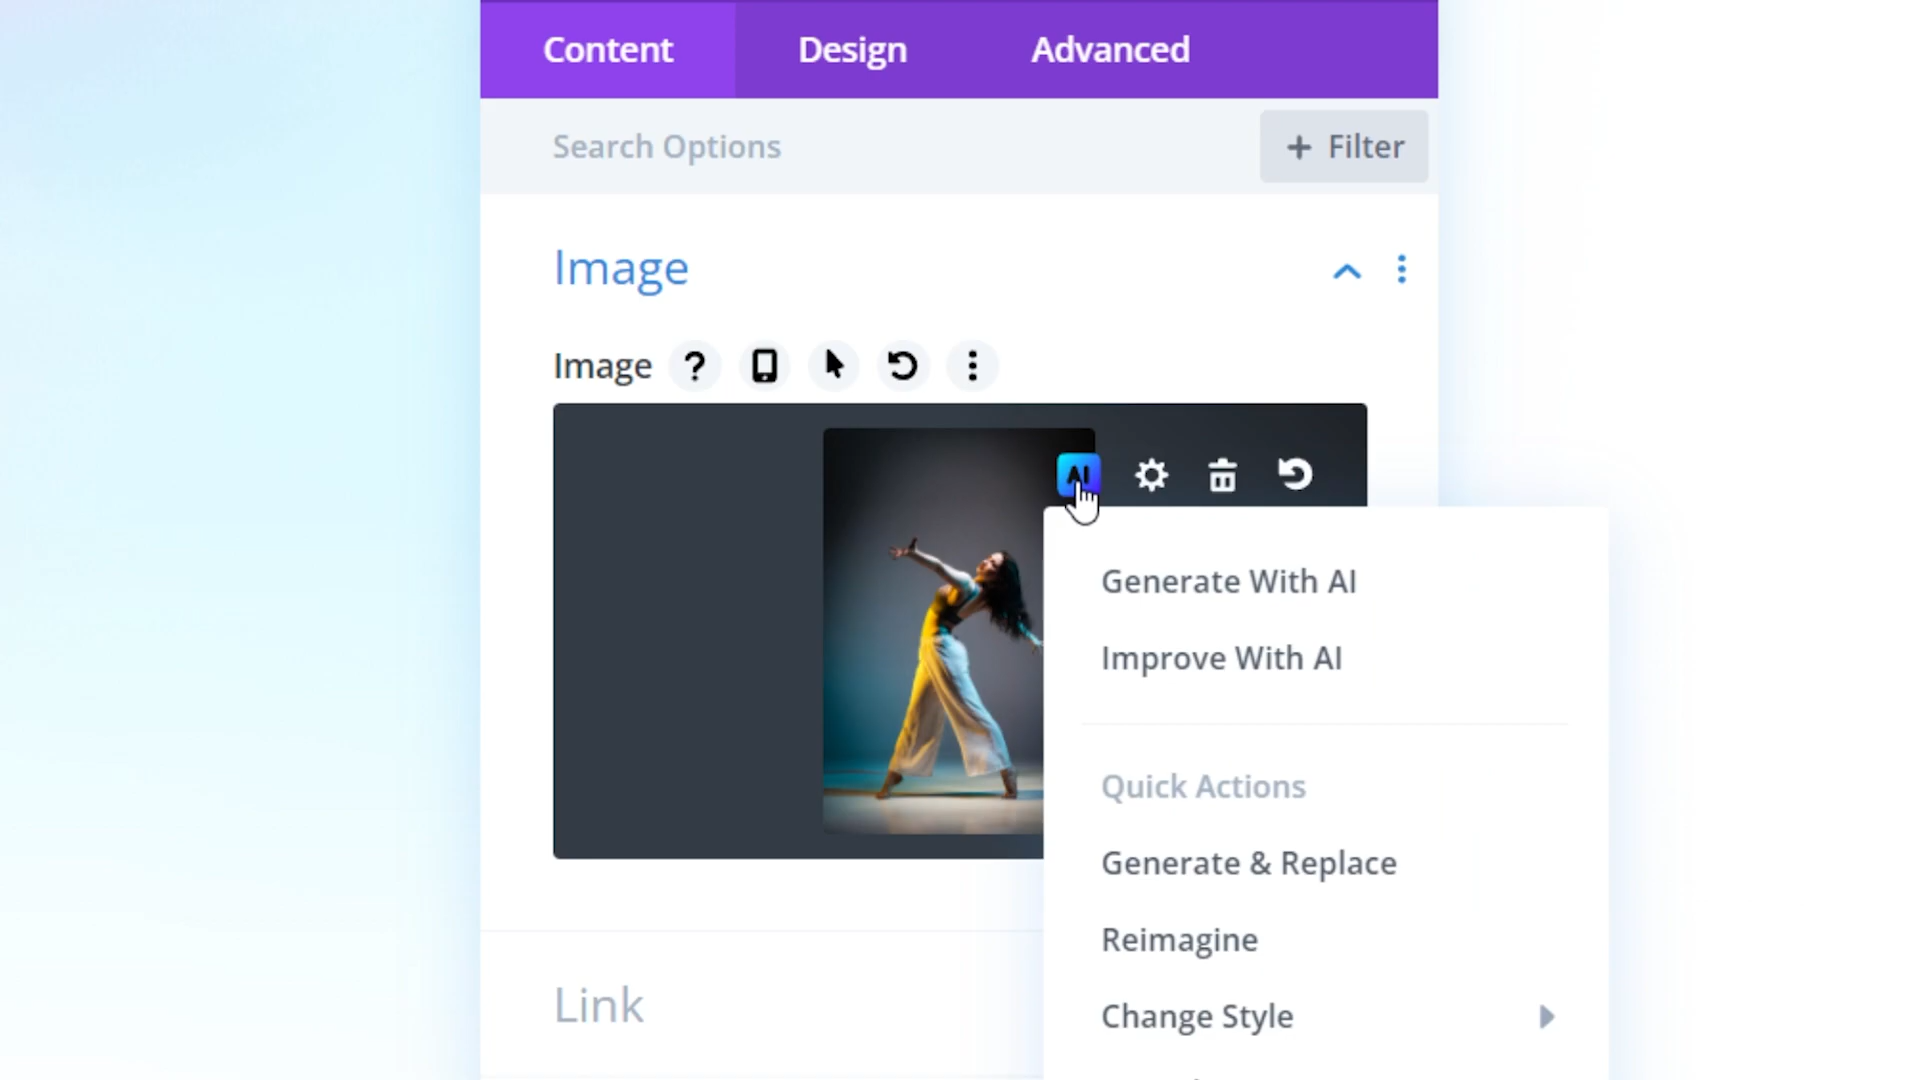 Content Design Advanced
Search Options + Filter
Image
Image ?
AI
Generate With AI
Improve With AI
Quick Actions
Generate & Replace
Reimagine
Change Style
Link